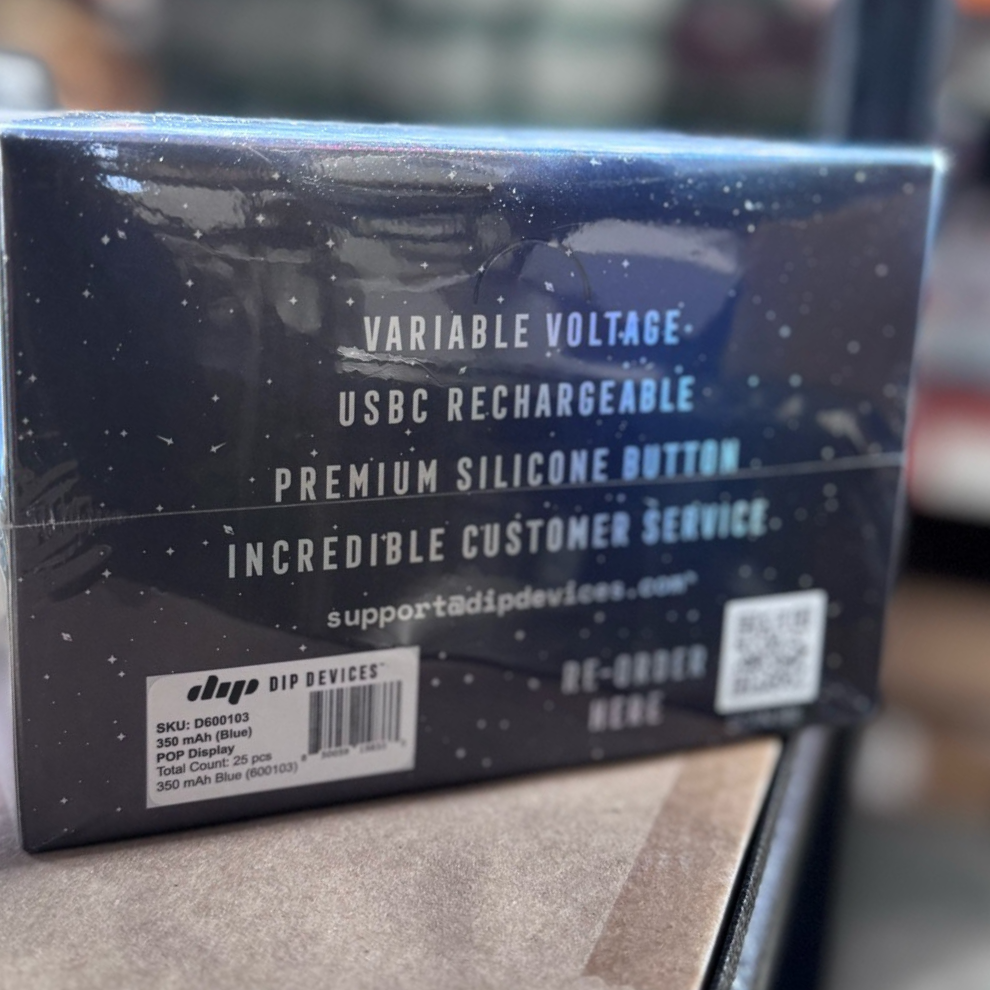 VARIABLE VOLTAGE
USBC RECHARGEABLE
PREMIUM SILICONE BUTTON
INCREDIBLE CUSTOMER SERVICE
support@dipdevices.com
RE-ORDER
HERE
dip DIP DEVICES™
SKU: D600103
350 mAh (Blue)
POP Display
Total Count: 25 pcs
350 mAh Blue (600103)